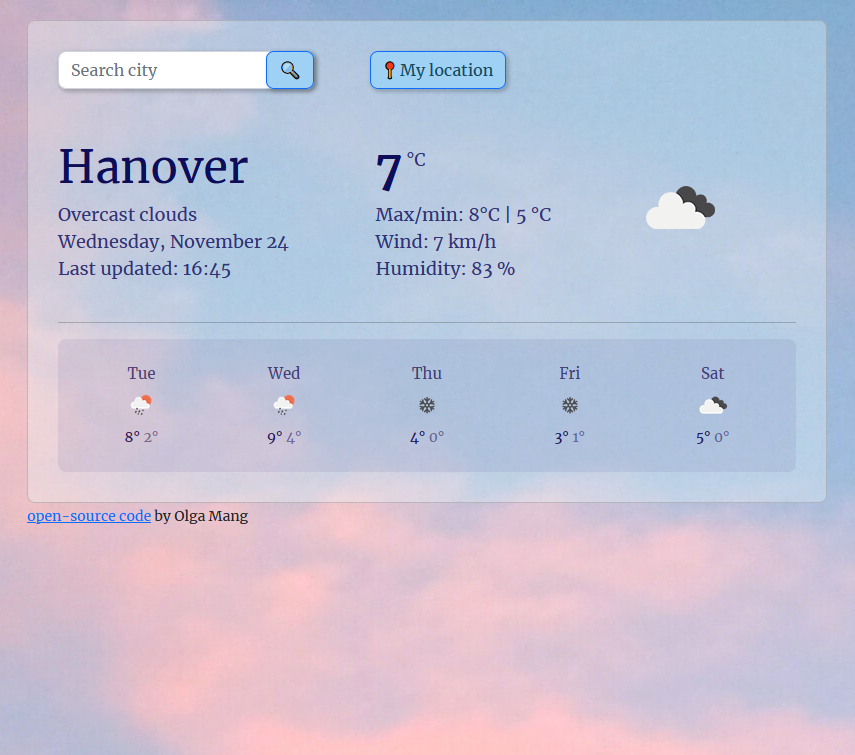 Search city
My location
Hanover
7 °C
Overcast clouds
Wednesday, November 24
Last updated: 16:45
Max/min: 8°C | 5 °C
Wind: 7 km/h
Humidity: 83 %
Tue Wed Thu Fri Sat
8° 2° 9° 4° 4° 0° 3° 1° 5° 0°
open-source code by Olga Mang